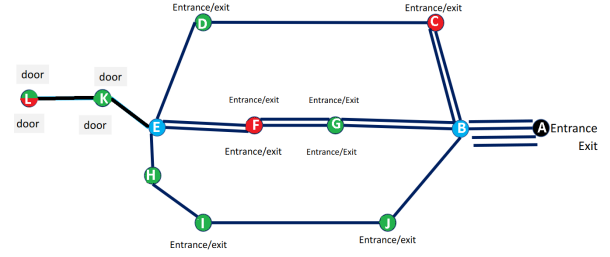 Entrance/exit
Entrance/exit
D
C
door
door
L
K
Entrance/exit
Entrance/Exit
E
F
G
B
A
Entrance
door
door
Entrance/exit
Entrance/Exit
Exit
H
I
J
Entrance/exit
Entrance/exit